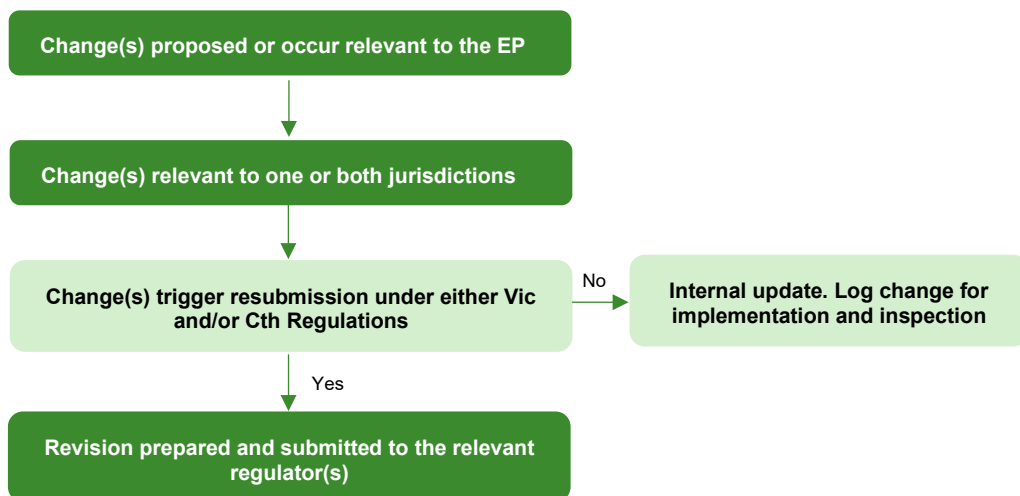 Change(s) proposed or occur relevant to the EP
Change(s) relevant to one or both jurisdictions
Change(s) trigger resubmission under either Vic
and/or Cth Regulations
No
Internal update. Log change for
implementation and inspection
Yes
Revision prepared and submitted to the relevant
regulator(s)